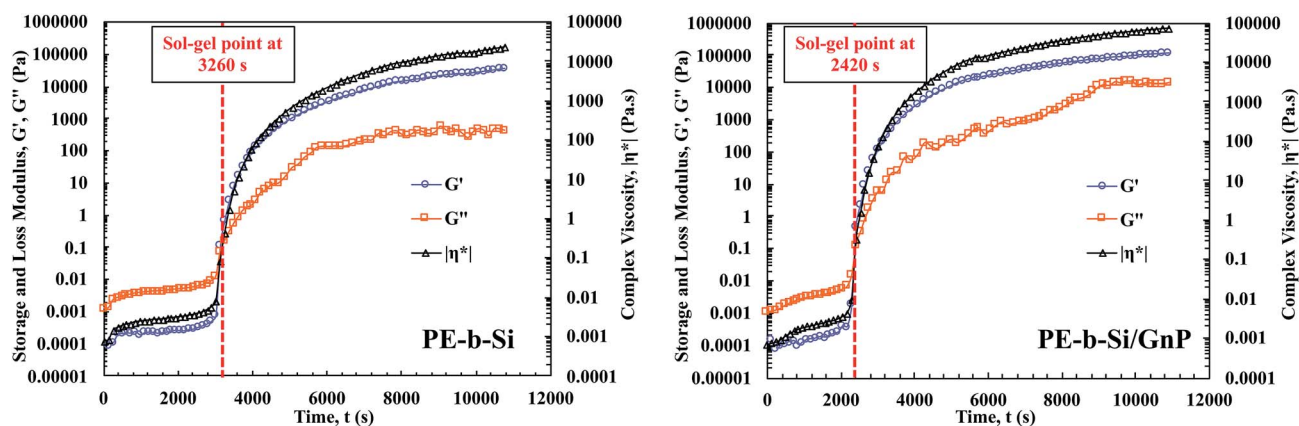 Storage and Loss Modulus, G', G'' (Pa)
1000000
100000
10000
1000
100
10
1
0.1
0.01
0.001
0.0001
0.00001
Sol-gel point at
3260 s
G'
G''
|η*|
PE-b-Si
0 2000 4000 6000 8000 10000 12000
Time, t (s)
100000
10000
1000
100
10
1
0.1
0.01
0.001
0.0001
Complex Viscosity, |η*| (Pa.s)
Storage and Loss Modulus, G', G'' (Pa)
1000000
100000
10000
1000
100
10
1
0.1
0.01
0.001
0.0001
0.00001
Sol-gel point at
2420 s
G'
G''
|η*|
PE-b-Si/GnP
0 2000 4000 6000 8000 10000 12000
Time, t (s)
100000
10000
1000
100
10
1
0.1
0.01
0.001
0.0001
Complex Viscosity, |η*| (Pa.s)